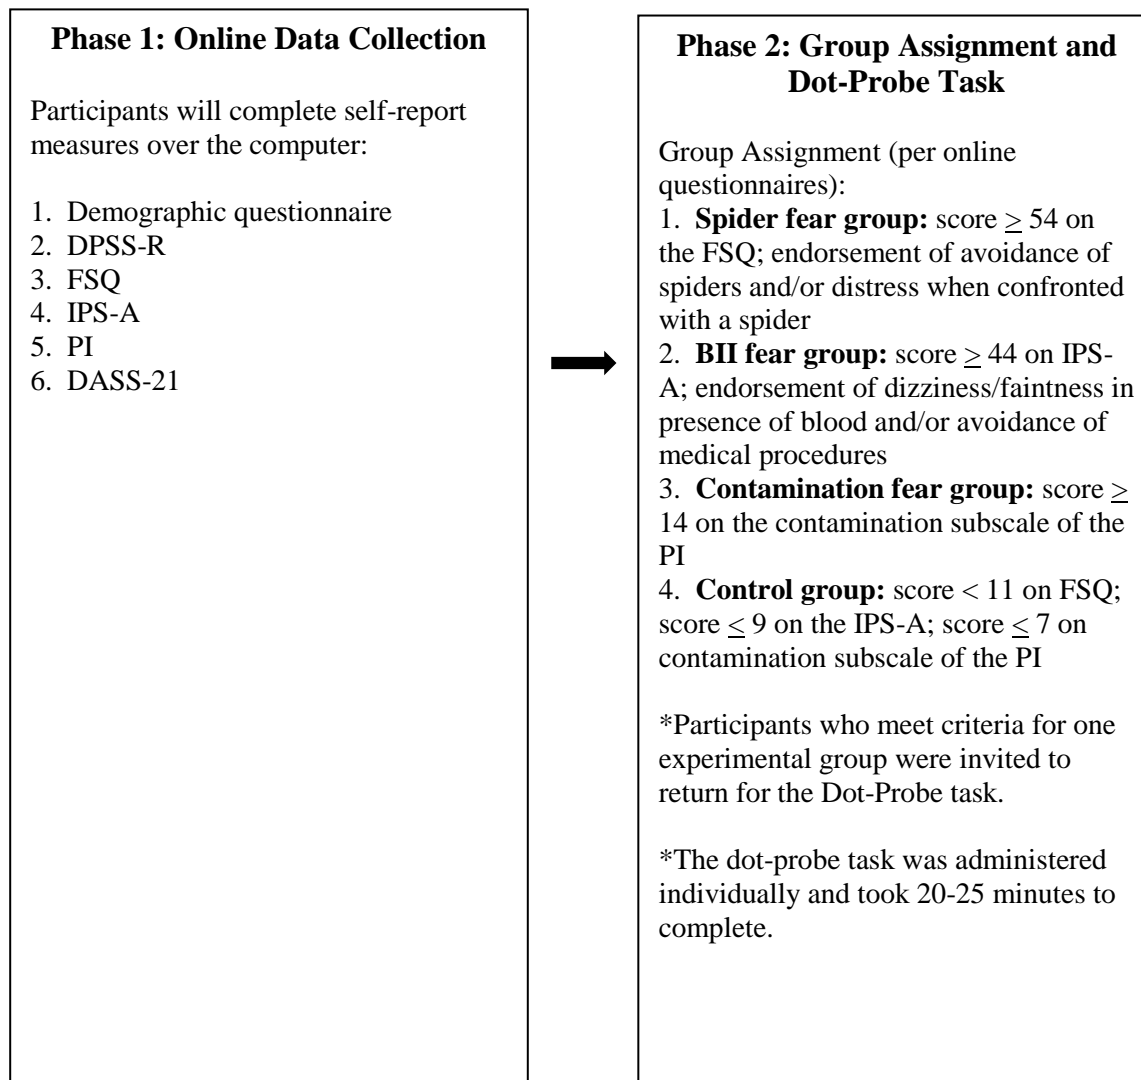 Phase 1: Online Data Collection
Participants will complete self-report
measures over the computer:
1. Demographic questionnaire
2. DPSS-R
3. FSQ
4. IPS-A
5. PI
6. DASS-21
Phase 2: Group Assignment and
Dot-Probe Task
Group Assignment (per online
questionnaires):
1. Spider fear group: score ≥ 54 on
the FSQ; endorsement of avoidance of
spiders and/or distress when confronted
with a spider
2. BII fear group: score ≥ 44 on IPS-
A; endorsement of dizziness/faintness in
presence of blood and/or avoidance of
medical procedures
3. Contamination fear group: score ≥
14 on the contamination subscale of the
PI
4. Control group: score < 11 on FSQ;
score ≤ 9 on the IPS-A; score ≤ 7 on
contamination subscale of the PI
*Participants who meet criteria for one
experimental group were invited to
return for the Dot-Probe task.
*The dot-probe task was administered
individually and took 20-25 minutes to
complete.